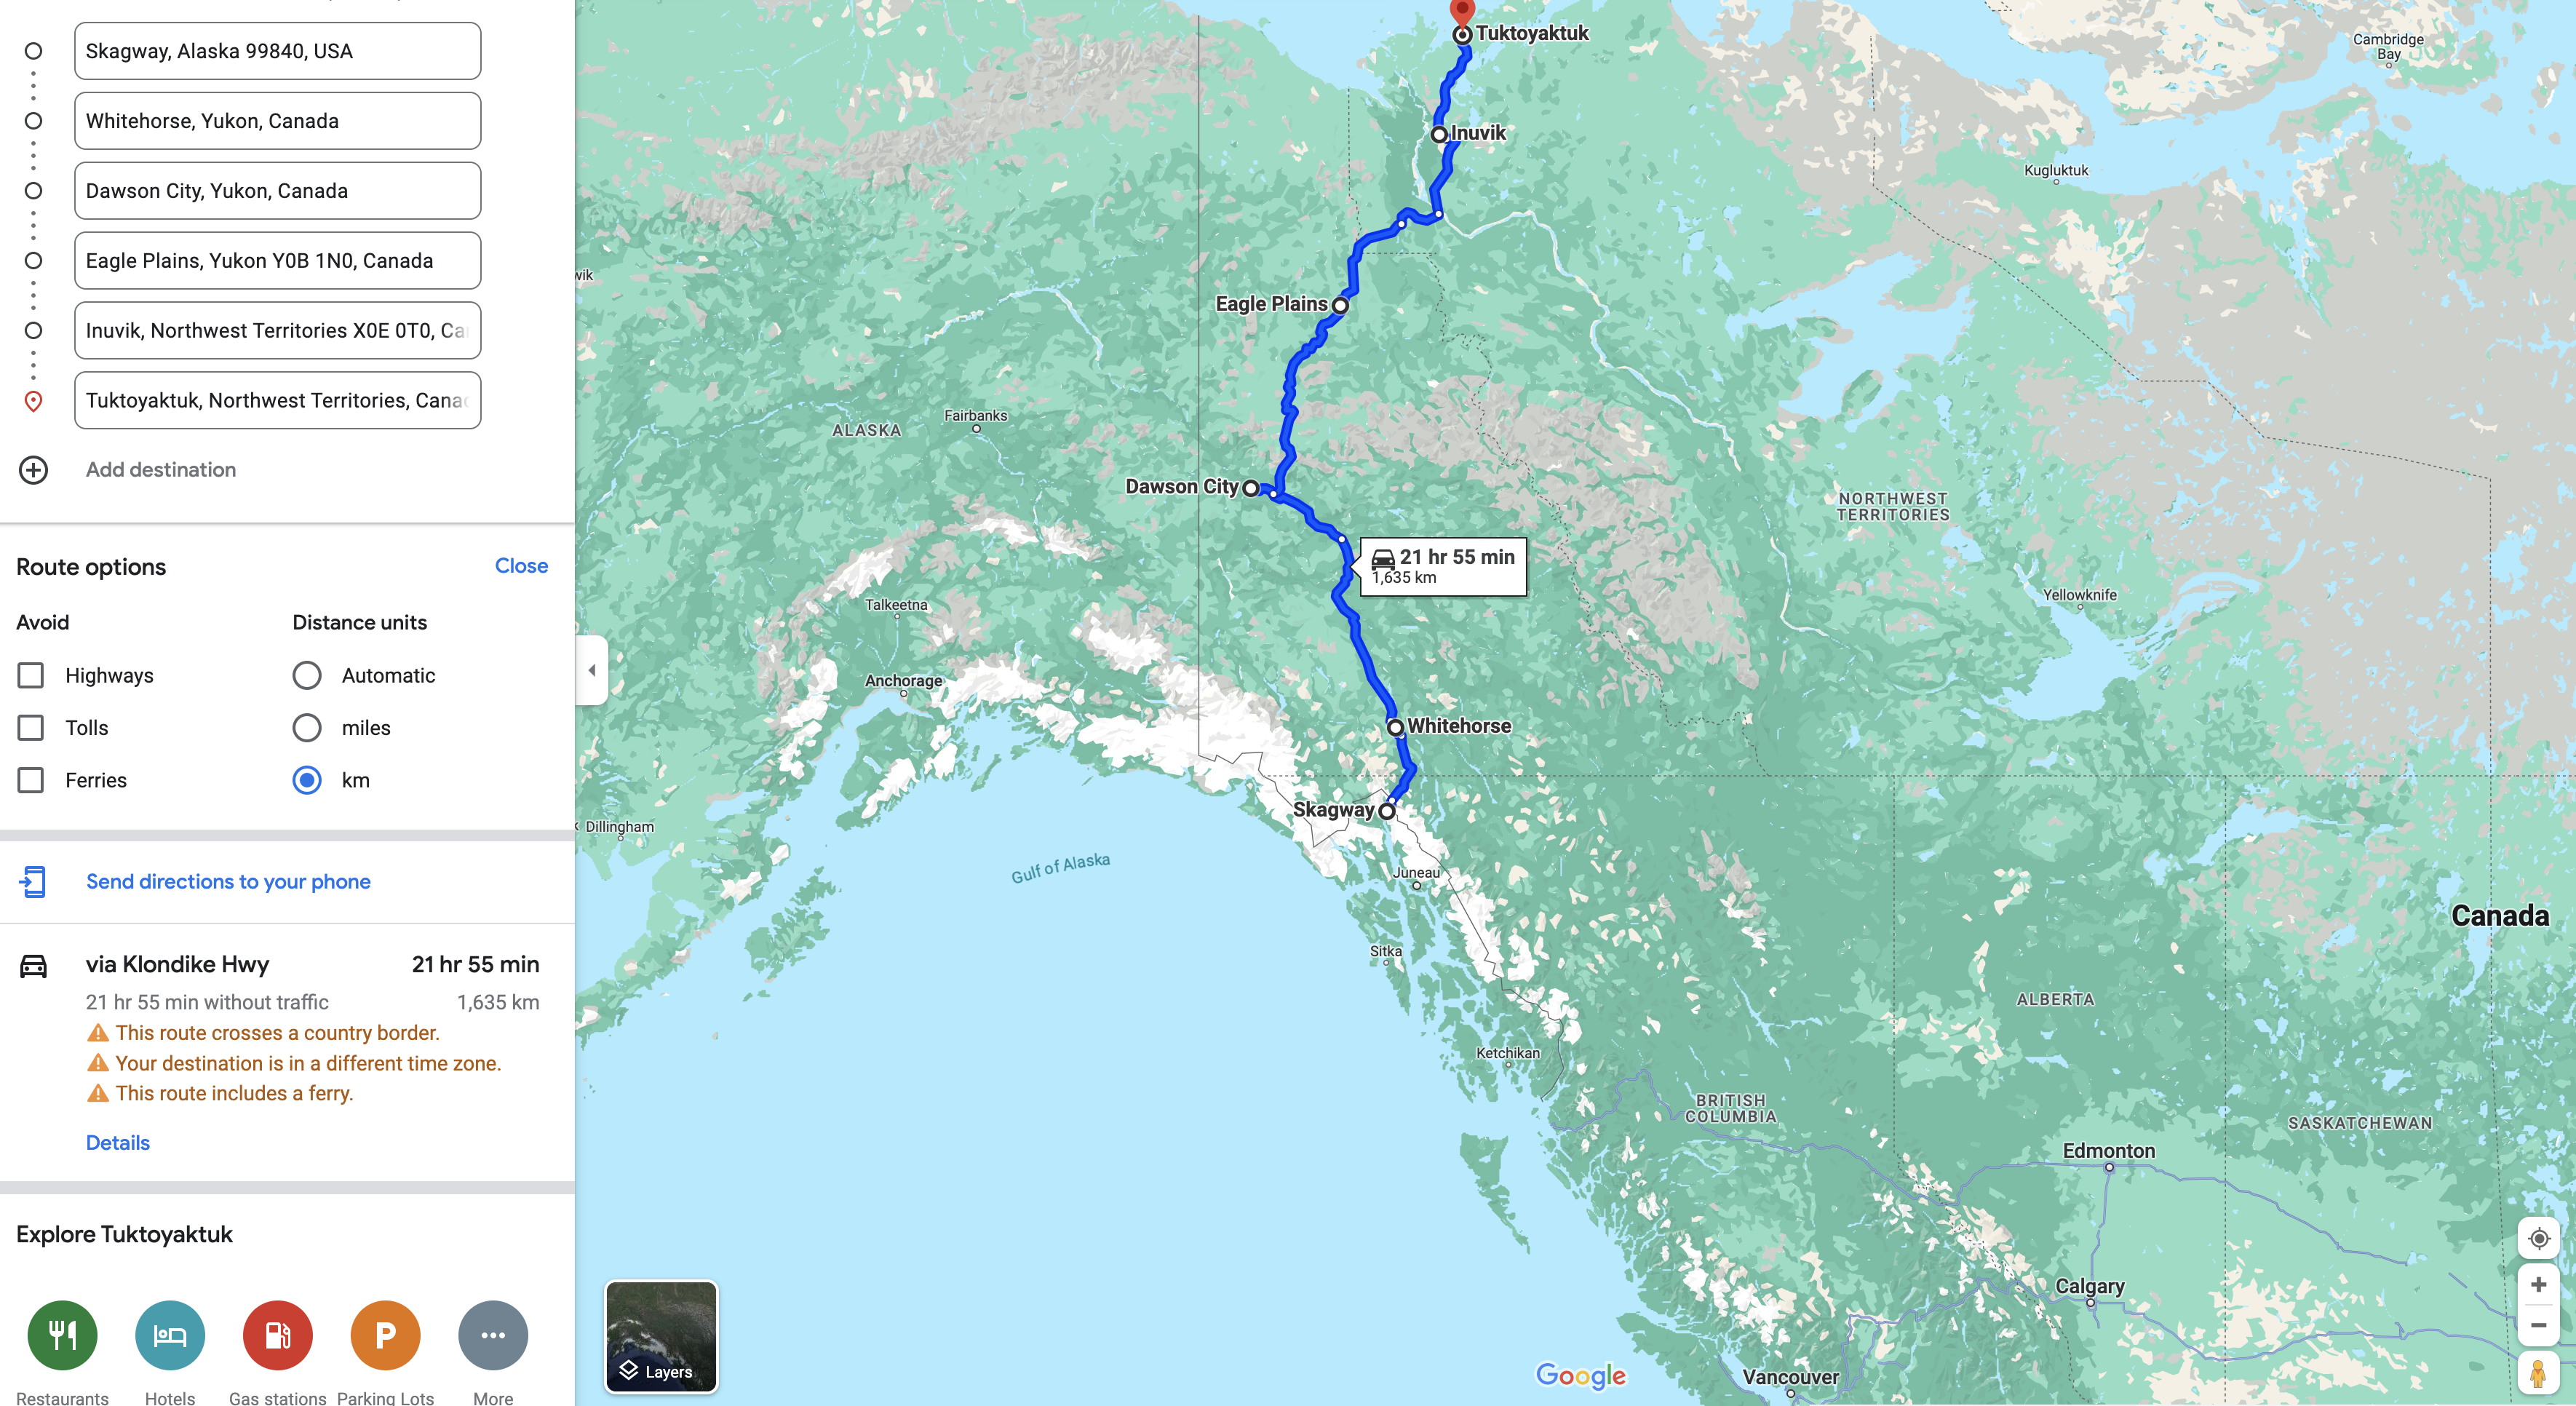 Skagway, Alaska 99840, USA
Whitehorse, Yukon, Canada
Dawson City, Yukon, Canada
Eagle Plains, Yukon Y0B 1N0, Canada
Inuvik, Northwest Territories X0E 0T0, Ca
Tuktoyaktuk, Northwest Territories, Cana
Add destination
Route options
Close
Avoid
Distance units
Highways
Automatic
Tolls
miles
Ferries
km
Send directions to your phone
via Klondike Hwy
21 hr 55 min
21 hr 55 min without traffic
1,635 km
This route crosses a country border.
Your destination is in a different time zone.
This route includes a ferry.
Details
Explore Tuktoyaktuk
P
Restaurants
Hotels
Gas stations
Parking Lots
More
Tuktoyaktuk
Cambridge
Bay
Inuvik
Kugluktuk
wik
Eagle Plains
Fairbanks
ALASKA
Dawson City
NORTHWEST
TERRITORIES
21 hr 55 min
1,635 km
Talkeetna
Yellowknife
Anchorage
Whitehorse
Skagway
Dillingham
Gulf of Alaska
Juneau
Canada
Sitka
ALBERTA
Ketchikan
BRITISH
COLUMBIA
SASKATCHEWAN
Edmonton
Calgary
Layers
Google
Vancouver